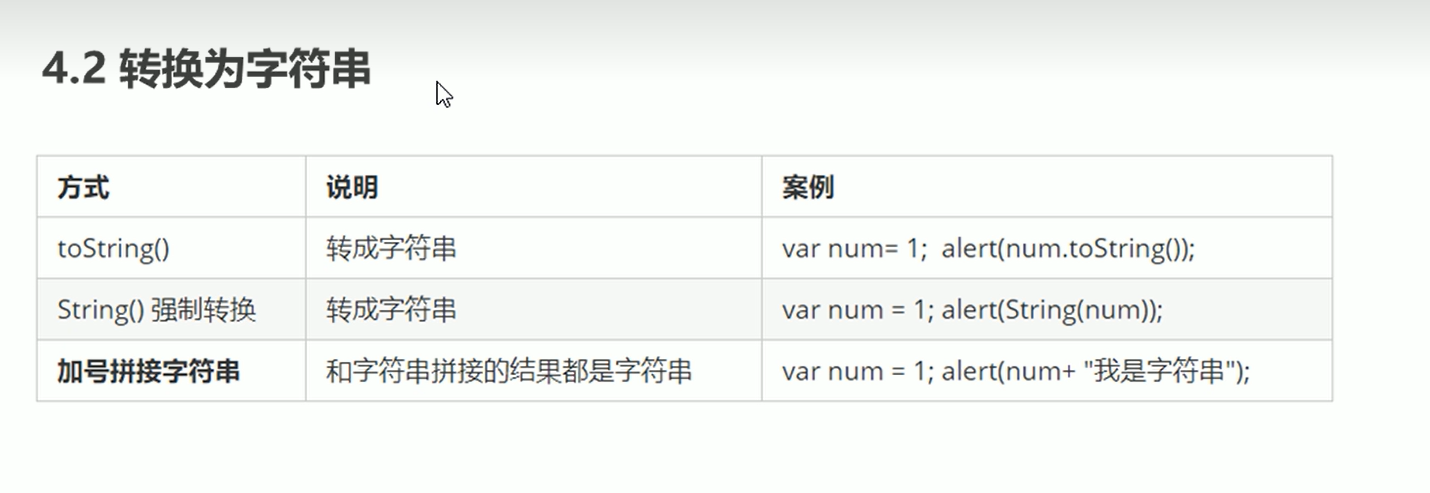 4.2 转换为字符串
方式 说明 案例
toString() 转成字符串 var num= 1;  alert(num.toString());
String() 强制转换 转成字符串 var num = 1; alert(String(num));
加号拼接字符串 和字符串拼接的结果都是字符串 var num = 1; alert(num+ "我是字符串");